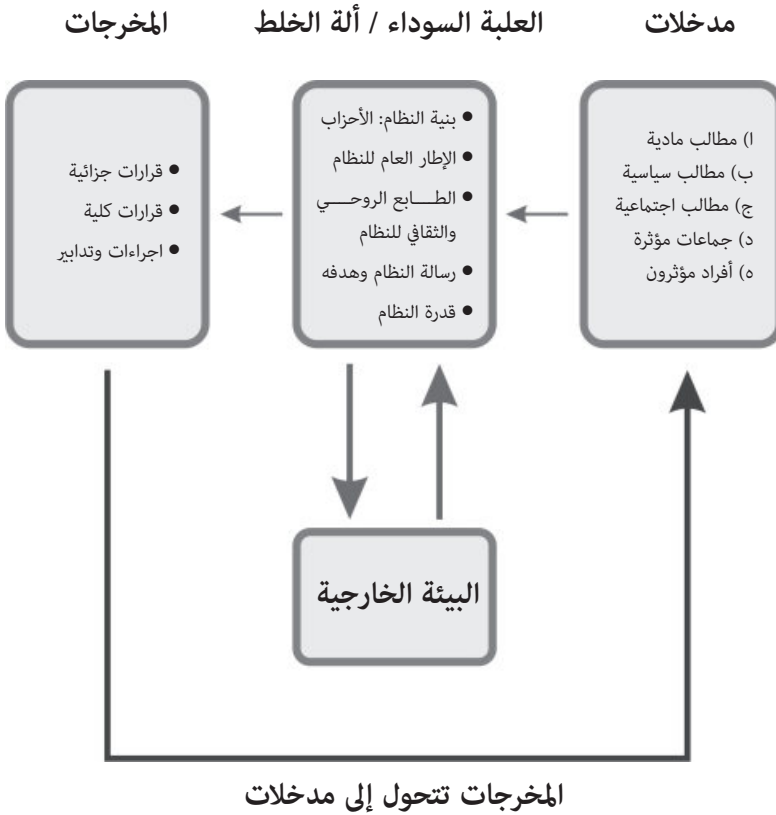 مدخلات
العلبة السوداء / ألة الخلط
المخرجات
ا) مطالب مادية
ب) مطالب سياسية
ج) مطالب اجتماعية
د) جماعات مؤثرة
ه) أفراد مؤثرون
● بنية النظام: الأحزاب
● الإطار العام للنظام
● الطـــابع الروحـــي
والثقافي للنظام
● رسالة النظام وهدفه
● قدرة النظام
● قرارات جزائية
● قرارات كلية
● اجراءات وتدابير
البيئة الخارجية
المخرجات تتحول إلى مدخلات